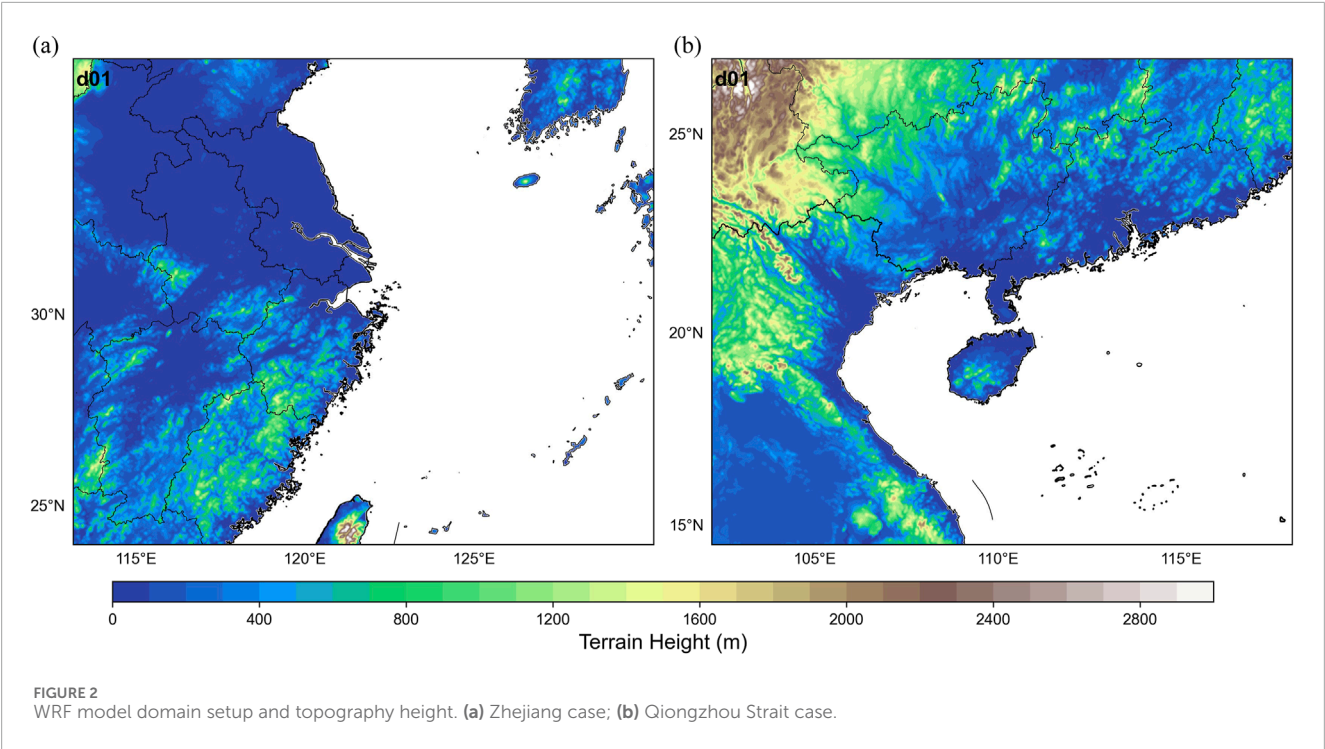 (a)
(b)
d01
d01
30°N
25°N
25°N
20°N
15°N
115°E
120°E
125°E
105°E
110°E
115°E
0
400
800
1200
1600
2000
2400
2800
Terrain Height (m)
FIGURE 2
WRF model domain setup and topography height. (a) Zhejiang case; (b) Qiongzhou Strait case.